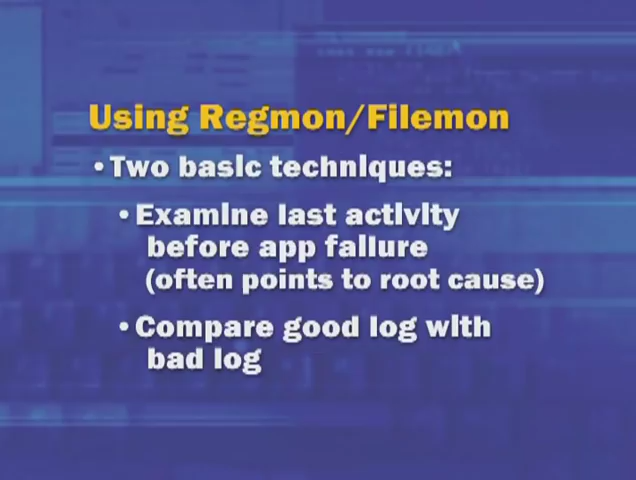 Using Regmon/Filemon
•Two basic techniques:
•Examine last activity
before app failure
(often points to root cause)
•Compare good log with
bad log